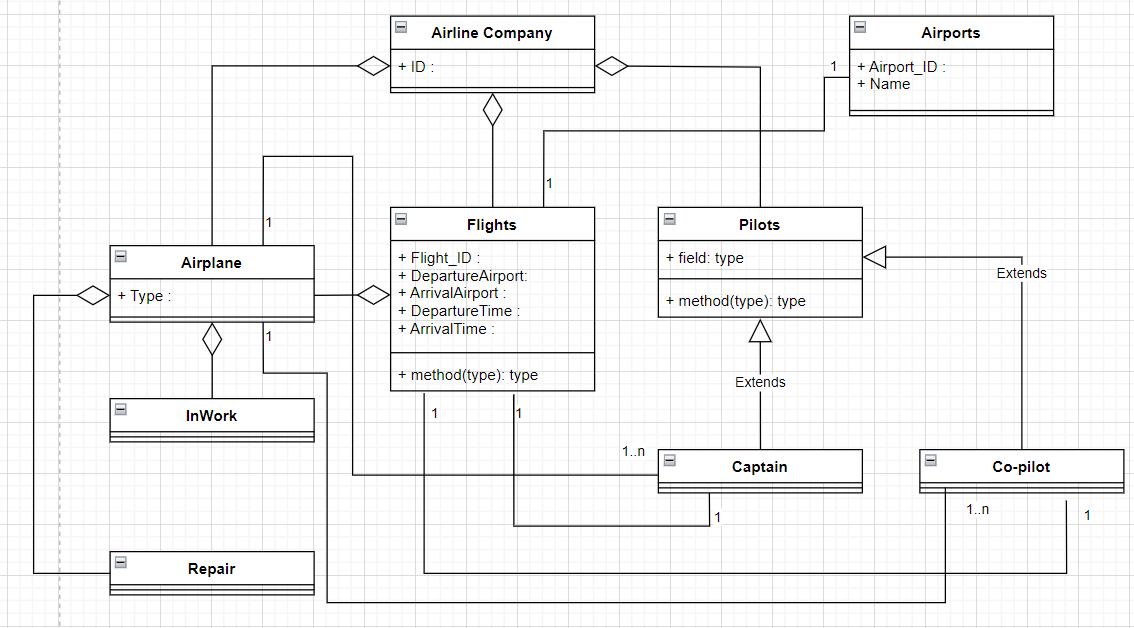 Airline Company
+ ID :
Airports
+ Airport_ID :
+ Name
1
1
1
Flights
+ Flight_ID :
+ DepartureAirport:
+ ArrivalAirport :
+ DepartureTime :
+ ArrivalTime :
+ method(type): type
Pilots
+ field: type
+ method(type): type
Extends
Airplane
+ Type :
1
Extends
InWork
1
1
1..n
Captain
Co-pilot
1..n
1
1
Repair